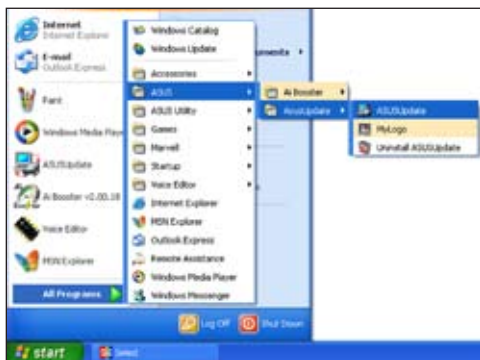 Internet
Internet Explorer
E-mail
Outlook Express
Paint
Windows Media Player
ASUSUpdate
Ai Booster v2.00.18
Voice Editor
MSN Explorer
All Programs
Windows Catalog
Windows Update
Accessories
ASUS
ASUS Utility
Games
Marvell
Startup
Voice Editor
Internet Explorer
MSN Explorer
Outlook Express
Remote Assistance
Windows Media Player
Windows Messenger
uments
Ai Booster
AsusUpdate
ASUSUpdate
MyLogo
Uninstall ASUSUpdate
Log Off
Shut Down
start